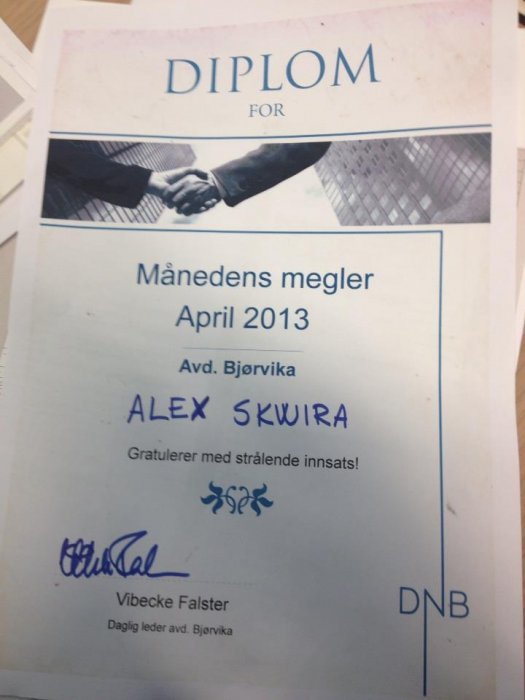 DIPLOM
FOR
Månedens megler
April 2013
Avd. Bjørvika
ALEX SKWIRA
Gratulerer med strålende innsats!
Vibecke Falster
Daglig leder avd. Bjørvika
DNB